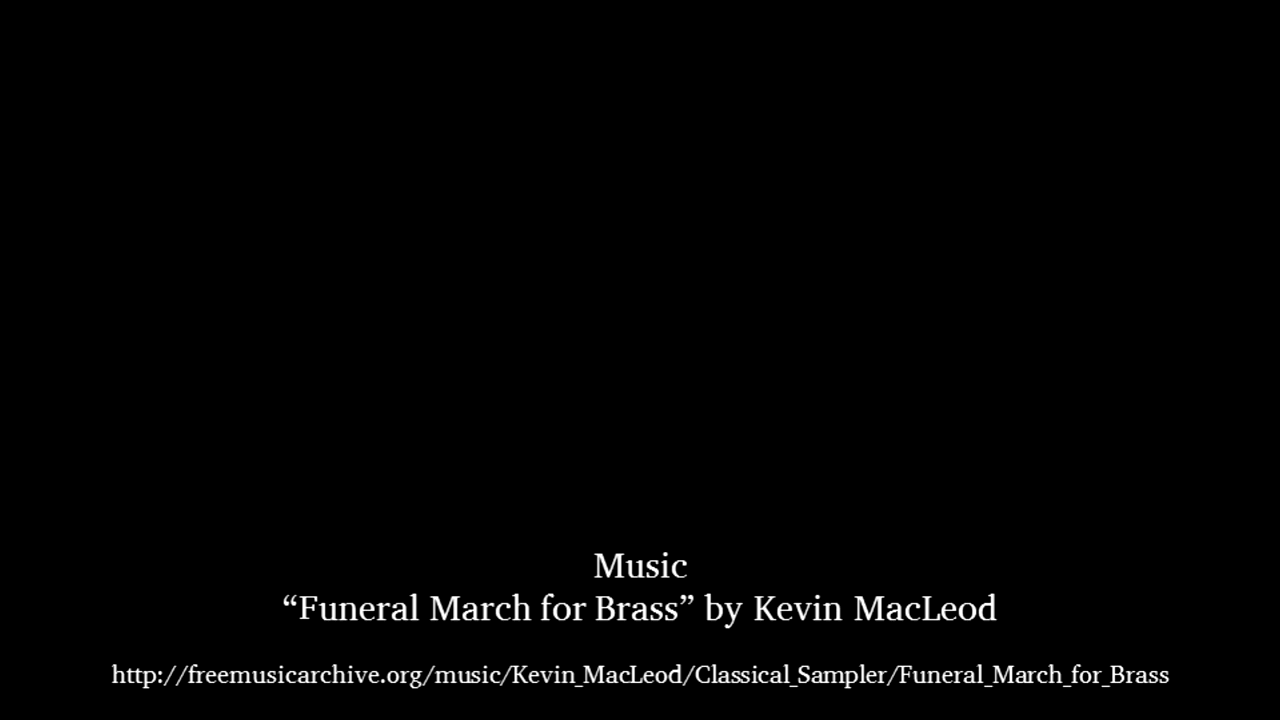 Music
“Funeral March for Brass” by Kevin MacLeod
http://freemusicarchive.org/music/Kevin_MacLeod/Classical_Sampler/Funeral_March_for_Brass